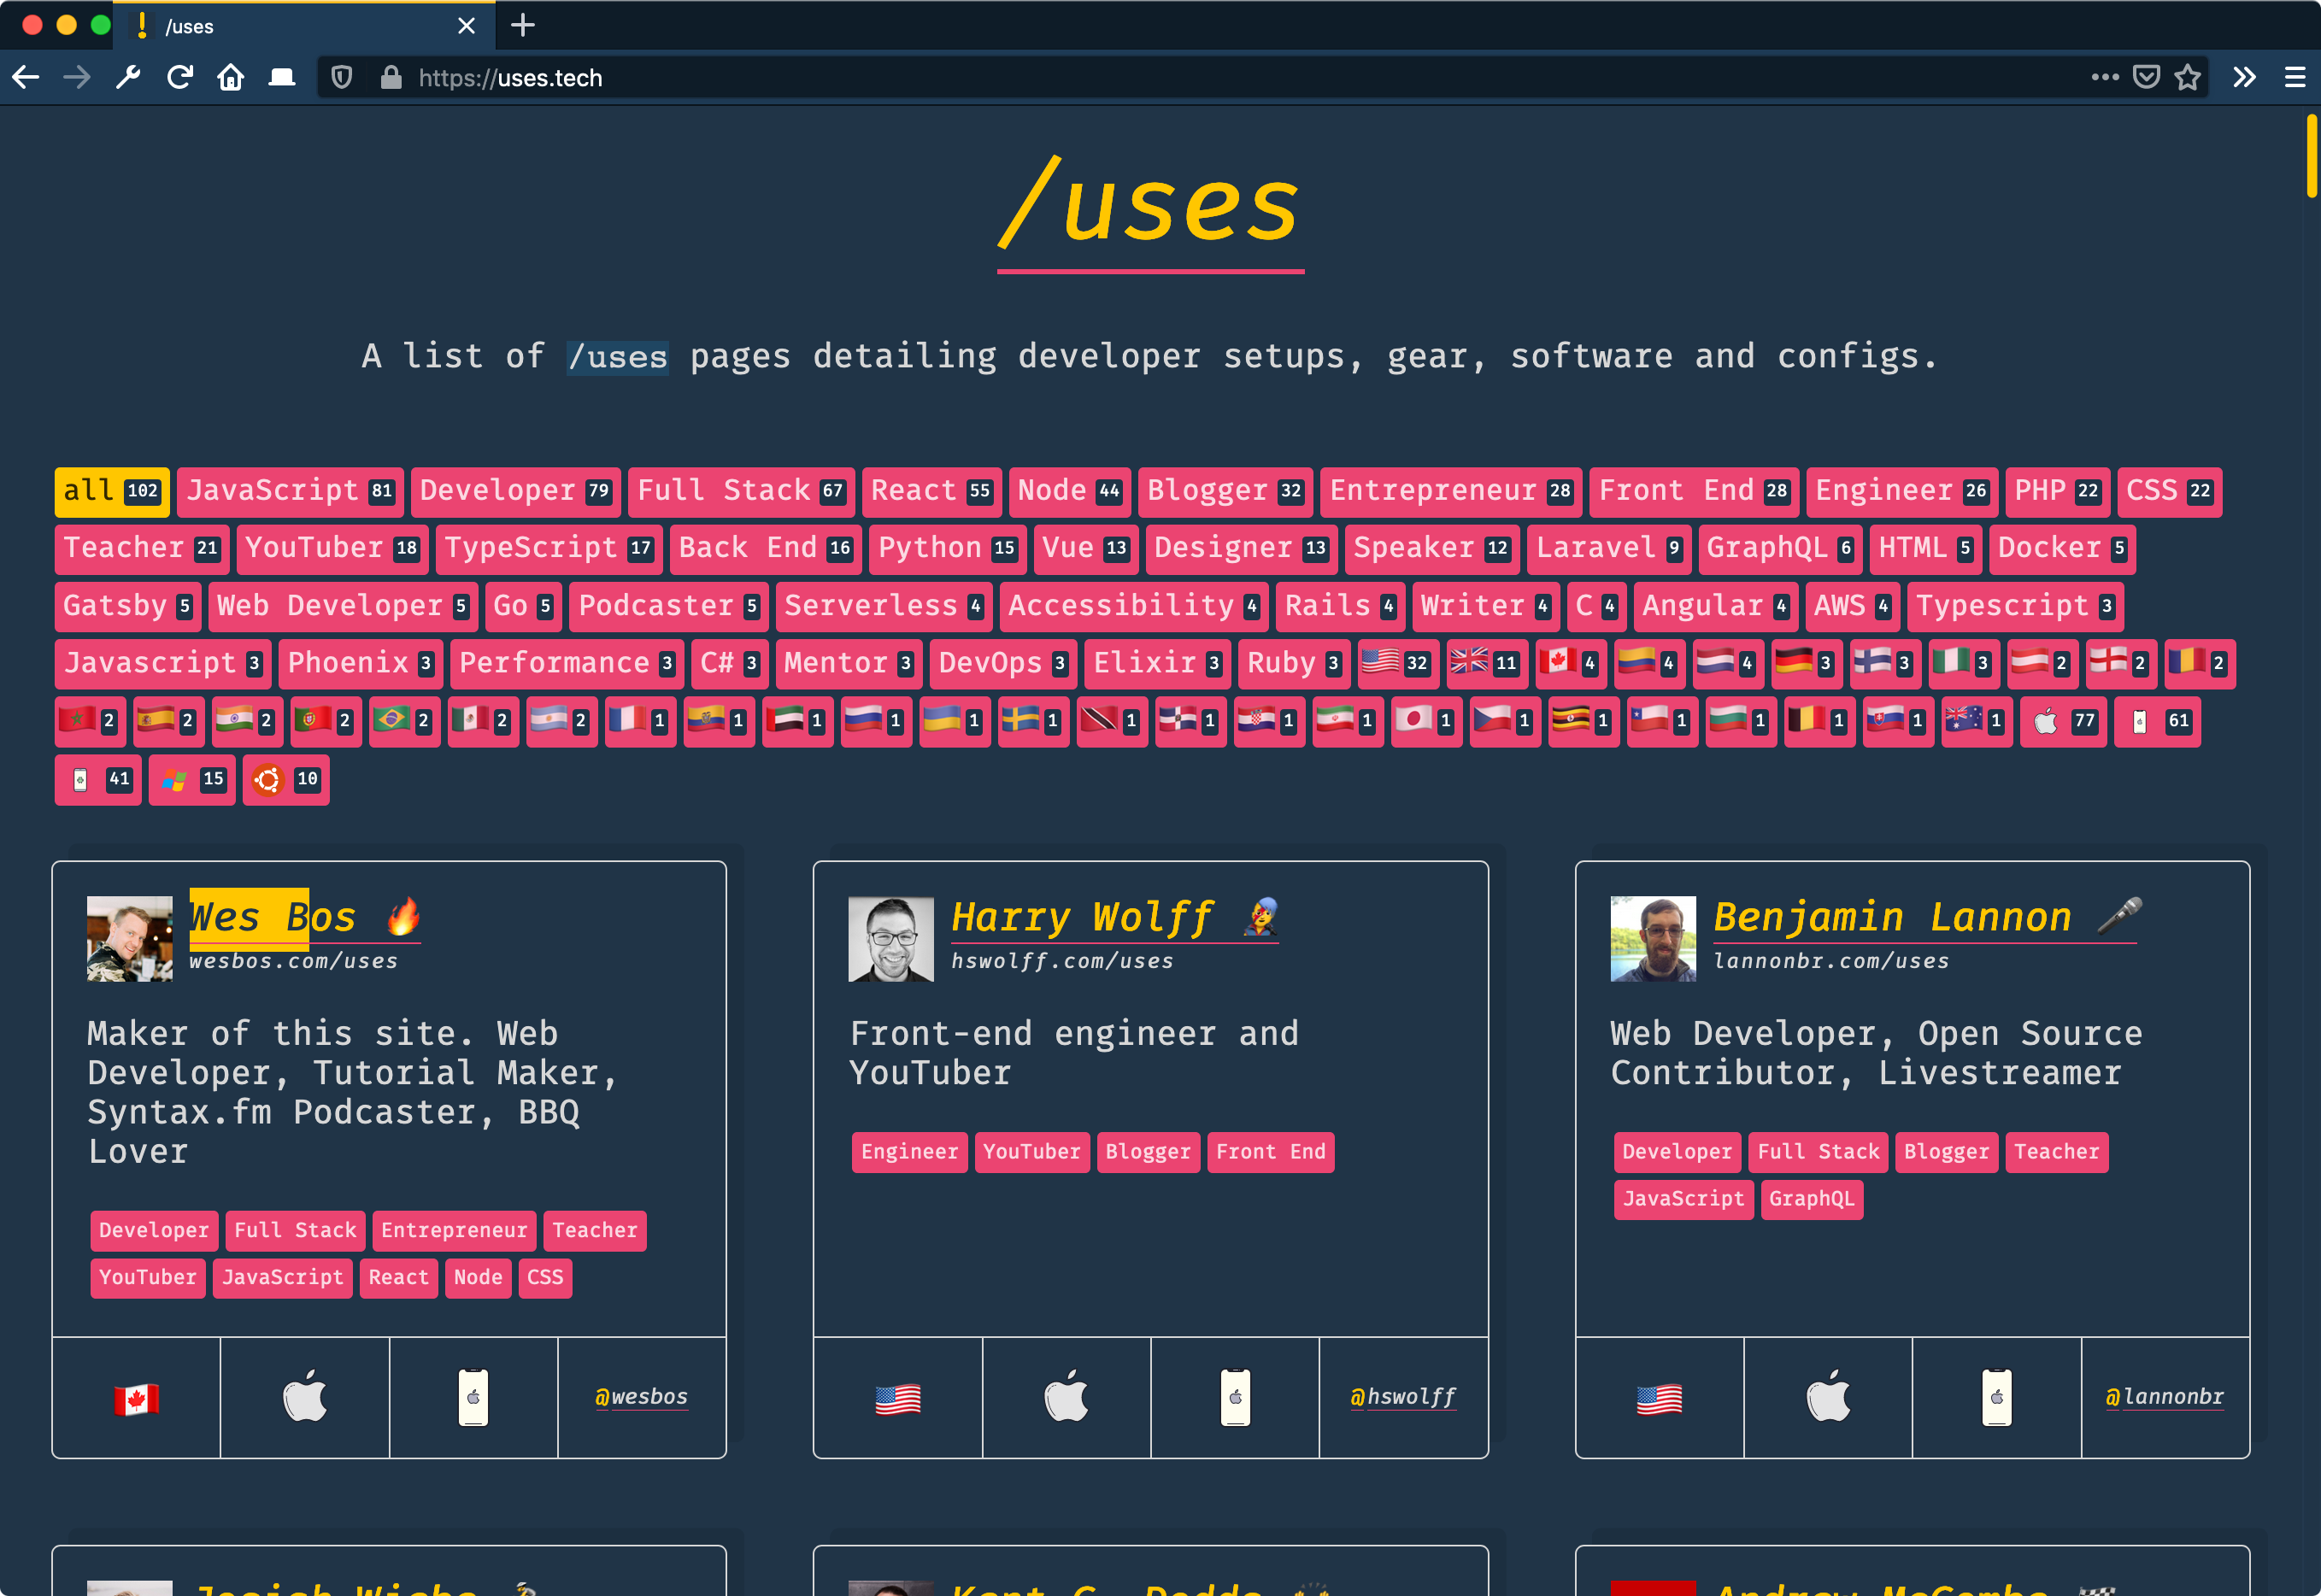 /uses
https://uses.tech
/uses
A list of /uses pages detailing developer setups, gear, software and configs.
all 102 JavaScript 81 Developer 79 Full Stack 67 React 55 Node 44 Blogger 32 Entrepreneur 28 Front End 28 Engineer 26 PHP 22 CSS 22
Teacher 21 YouTuber 18 TypeScript 17 Back End 16 Python 15 Vue 13 Designer 13 Speaker 12 Laravel 9 GraphQL 6 HTML 5 Docker 5
Gatsby 5 Web Developer 5 Go 5 Podcaster 5 Serverless 4 Accessibility 4 Rails 4 Writer 4 C 4 Angular 4 AWS 4 Typescript 3
Javascript 3 Phoenix 3 Performance 3 C# 3 Mentor 3 DevOps 3 Elixir 3 Ruby 3 32 11 4 4 4 3 3 3 2 2 2
2 2 2 2 2 2 2 1 1 1 1 1 1 1 1 1 1 1 1 1 1 1 1 1 1 77 61
41 15 10
Wes Bos
wesbos.com/uses
Maker of this site. Web
Developer, Tutorial Maker,
Syntax.fm Podcaster, BBQ
Lover
Developer Full Stack Entrepreneur Teacher
YouTuber JavaScript React Node CSS
@wesbos
Harry Wolff
hswolff.com/uses
Front-end engineer and
YouTuber
Engineer YouTuber Blogger Front End
@hswolff
Benjamin Lannon
lannonbr.com/uses
Web Developer, Open Source
Contributor, Livestreamer
Developer Full Stack Blogger Teacher
JavaScript GraphQL
@lannonbr
Kent C. Dodds